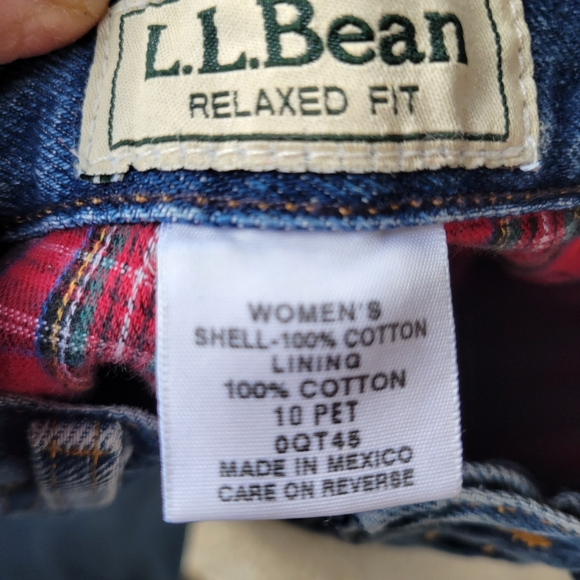 L.L.Bean
RELAXED FIT
WOMEN'S
SHELL-100% COTTON
LINING
100% COTTON
10 PET
0QT45
MADE IN MEXICO
CARE ON REVERSE